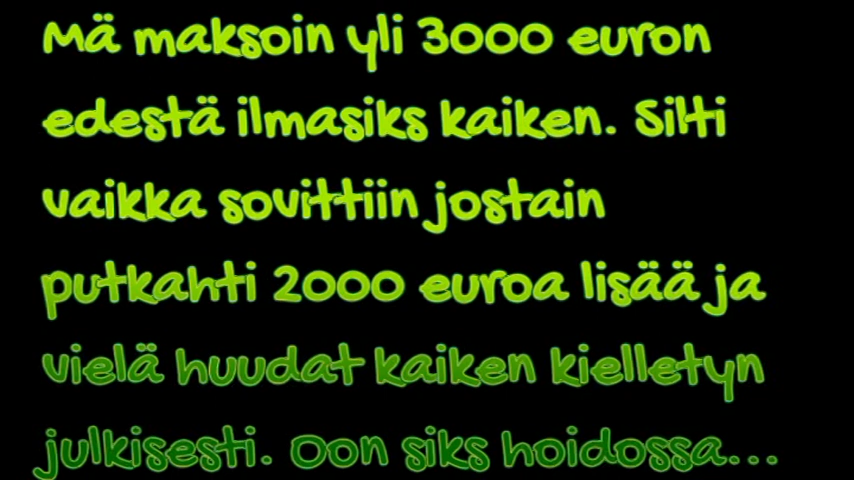 Mä maksoin yli 3000 euron
edestä ilmasiks kaiken. Silti
vaikka sovittiin jostain
putkahti 2000 euroa lisää ja
vielä huudat kaiken kielletyn
julkisesti. Oon siks hoidossa...